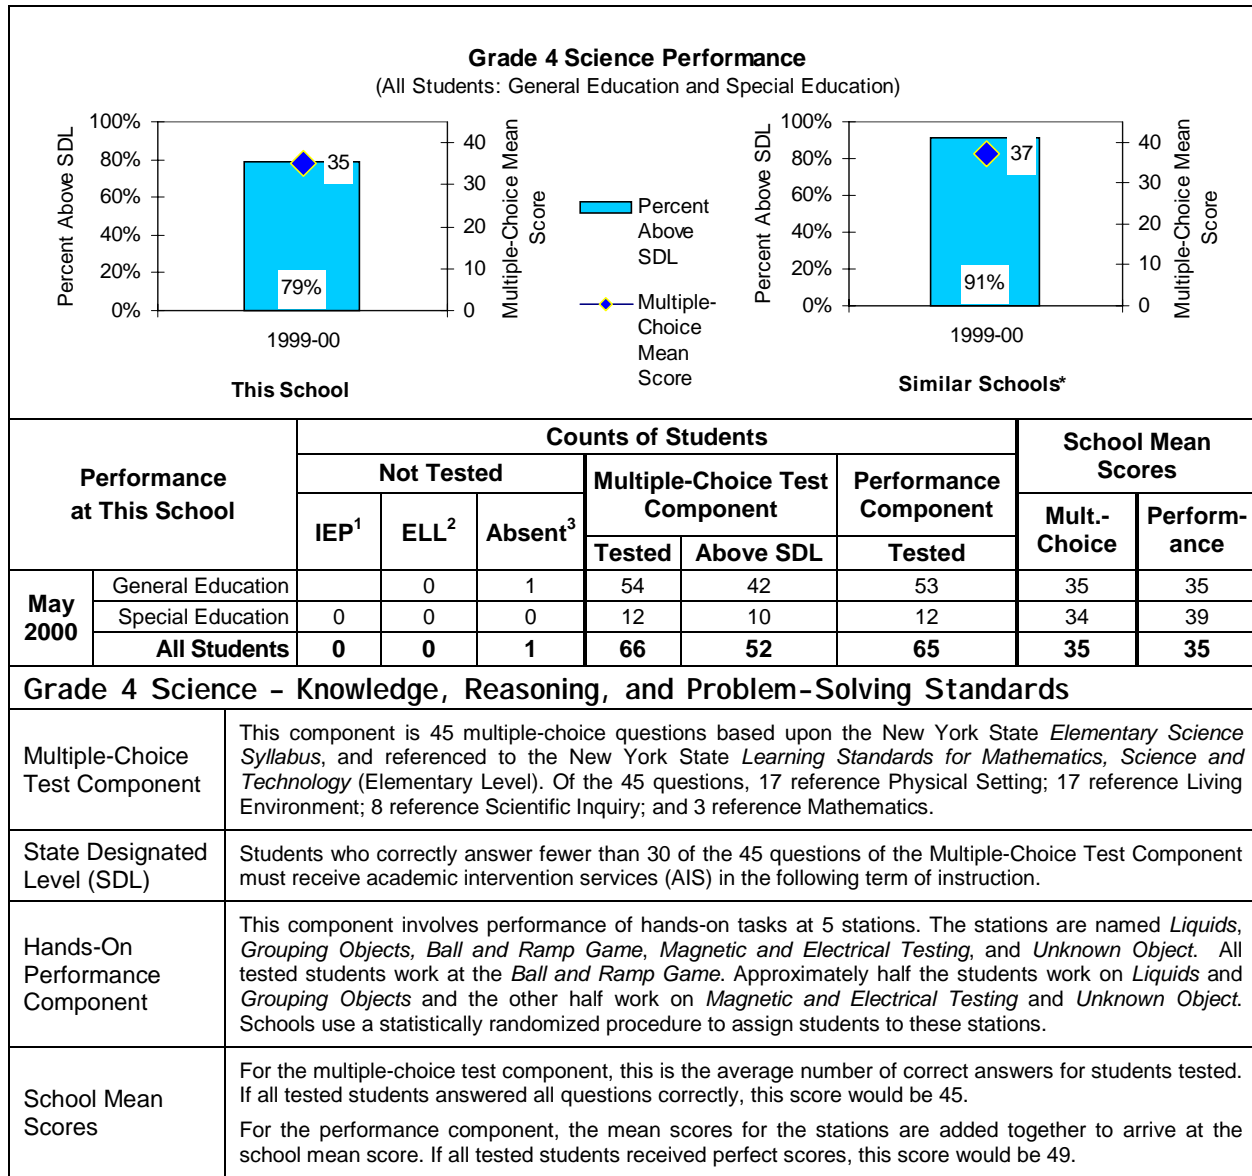 Grade 4 Science Performance
(All Students: General Education and Special Education)
Percent Above SDL
100%
80%
60%
40%
20%
0%
35
79%
1999-00
40
30
20
10
0
Multiple-Choice Mean
Score
This School
Percent
Above
SDL
Multiple-
Choice
Mean
Score
Percent Above SDL
100%
80%
60%
40%
20%
0%
37
91%
1999-00
40
30
20
10
0
Multiple-Choice Mean
Score
Similar Schools*
Performance
at This School
Counts of Students
School Mean
Scores
Not Tested
Multiple-Choice Test
Component
Performance
Component
IEP1 ELL2 Absent3
Tested Above SDL Tested
Mult.-
Choice
Perform-
ance
May
2000
General Education 0 1 54 42 53 35 35
Special Education 0 0 0 12 10 12 34 39
All Students 0 0 1 66 52 65 35 35
Grade 4 Science – Knowledge, Reasoning, and Problem-Solving Standards
Multiple-Choice
Test Component
This component is 45 multiple-choice questions based upon the New York State Elementary Science
Syllabus, and referenced to the New York State Learning Standards for Mathematics, Science and
Technology (Elementary Level). Of the 45 questions, 17 reference Physical Setting; 17 reference Living
Environment; 8 reference Scientific Inquiry; and 3 reference Mathematics.
State Designated
Level (SDL)
Students who correctly answer fewer than 30 of the 45 questions of the Multiple-Choice Test Component
must receive academic intervention services (AIS) in the following term of instruction.
Hands-On
Performance
Component
This component involves performance of hands-on tasks at 5 stations. The stations are named Liquids,
Grouping Objects, Ball and Ramp Game, Magnetic and Electrical Testing, and Unknown Object. All
tested students work at the Ball and Ramp Game. Approximately half the students work on Liquids and
Grouping Objects and the other half work on Magnetic and Electrical Testing and Unknown Object.
Schools use a statistically randomized procedure to assign students to these stations.
School Mean
Scores
For the multiple-choice test component, this is the average number of correct answers for students tested.
If all tested students answered all questions correctly, this score would be 45.
For the performance component, the mean scores for the stations are added together to arrive at the
school mean score. If all tested students received perfect scores, this score would be 49.